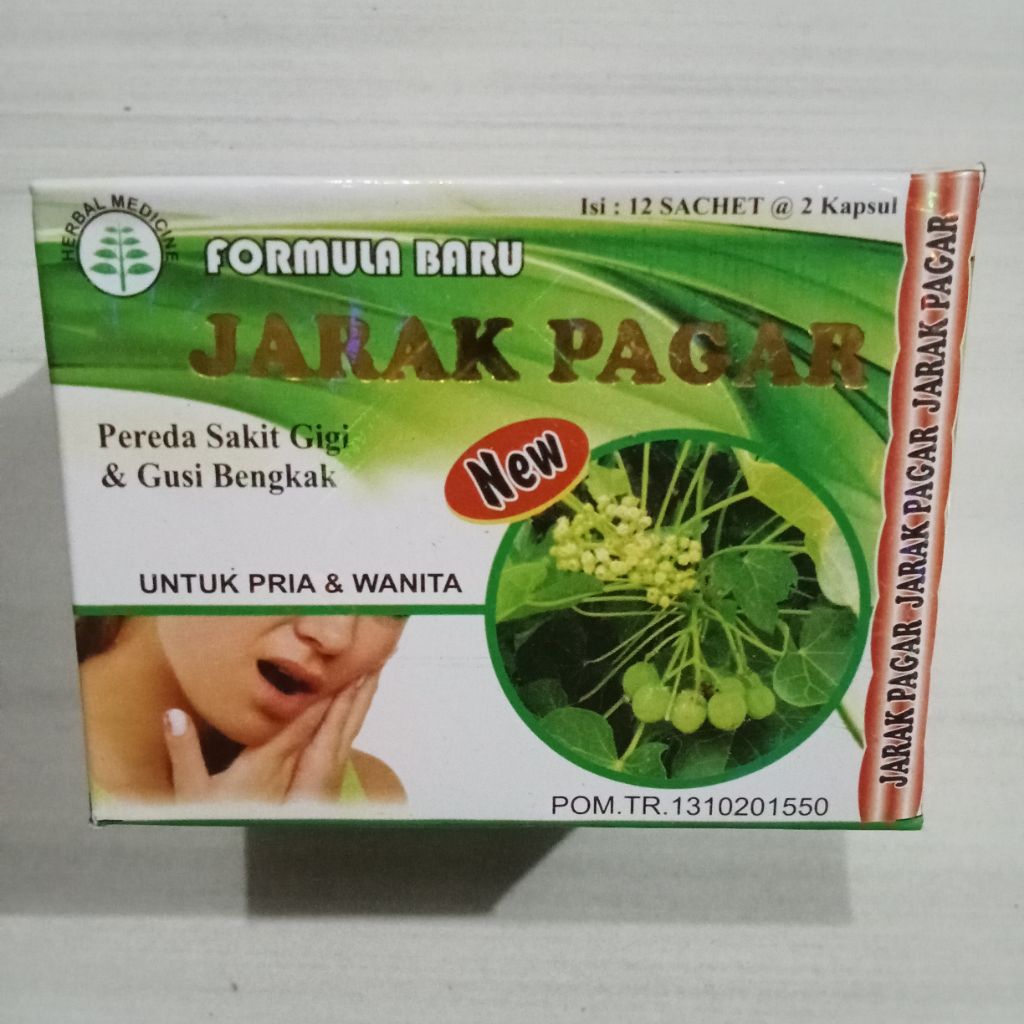 Isi : 12 SACHET @ 2 Kapsul
HERBAL MEDICINE
FORMULA BARU
JARAK PAGAR
Pereda Sakit Gigi
& Gusi Bengkak
New
UNTUK PRIA & WANITA
POM.TR.1310201550
JARAK PAGAR JARAK PAGAR JARAK PAGAR